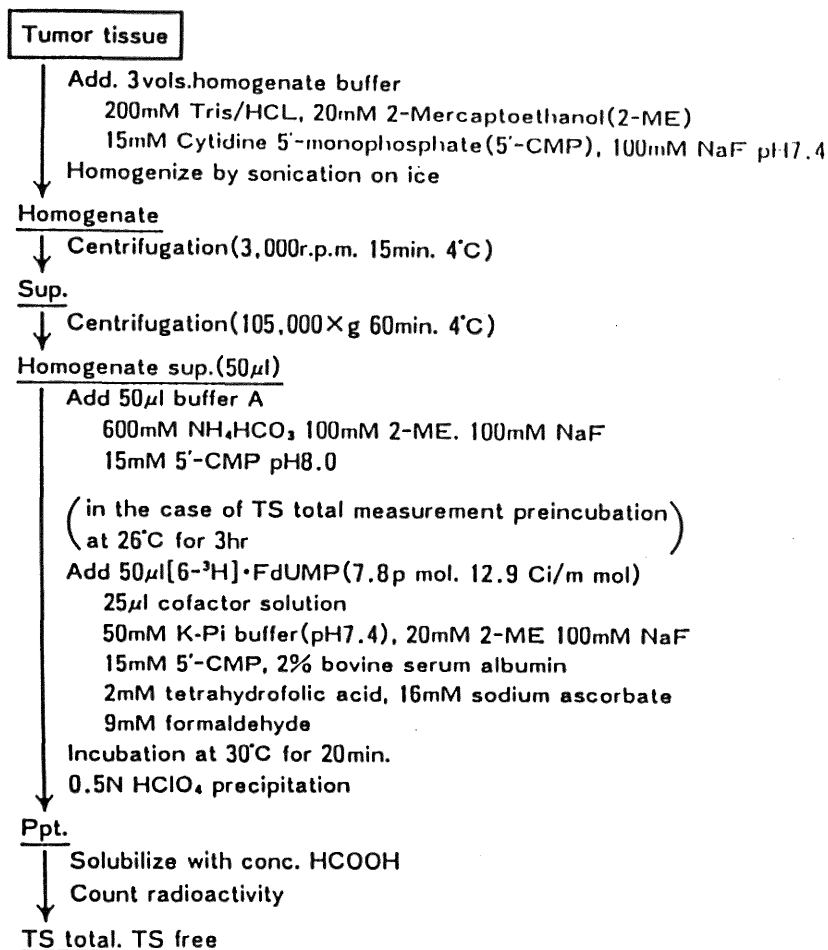 Tumor tissue
Add. 3vols.homogenate buffer
200mM Tris/HCL, 20mM 2-Mercaptoethanol(2-ME)
15mM Cytidine 5'-monophosphate(5'-CMP), 100mM NaF pH7.4
Homogenize by sonication on ice
Homogenate
Centrifugation(3,000r.p.m. 15min. 4°C)
Sup.
Centrifugation(105,000×g 60min. 4°C)
Homogenate sup.(50μl)
Add 50μl buffer A
600mM NH₄HCO₃ 100mM 2-ME. 100mM NaF
15mM 5'-CMP pH8.0
(in the case of TS total measurement preincubation
at 26°C for 3hr)
Add 50μl[6-³H]·FdUMP(7.8p mol. 12.9 Ci/m mol)
25μl cofactor solution
50mM K-Pi buffer(pH7.4), 20mM 2-ME 100mM NaF
15mM 5'-CMP, 2% bovine serum albumin
2mM tetrahydrofolic acid, 16mM sodium ascorbate
9mM formaldehyde
Incubation at 30°C for 20min.
0.5N HClO₄ precipitation
Ppt.
Solubilize with conc. HCOOH
Count radioactivity
TS total. TS free